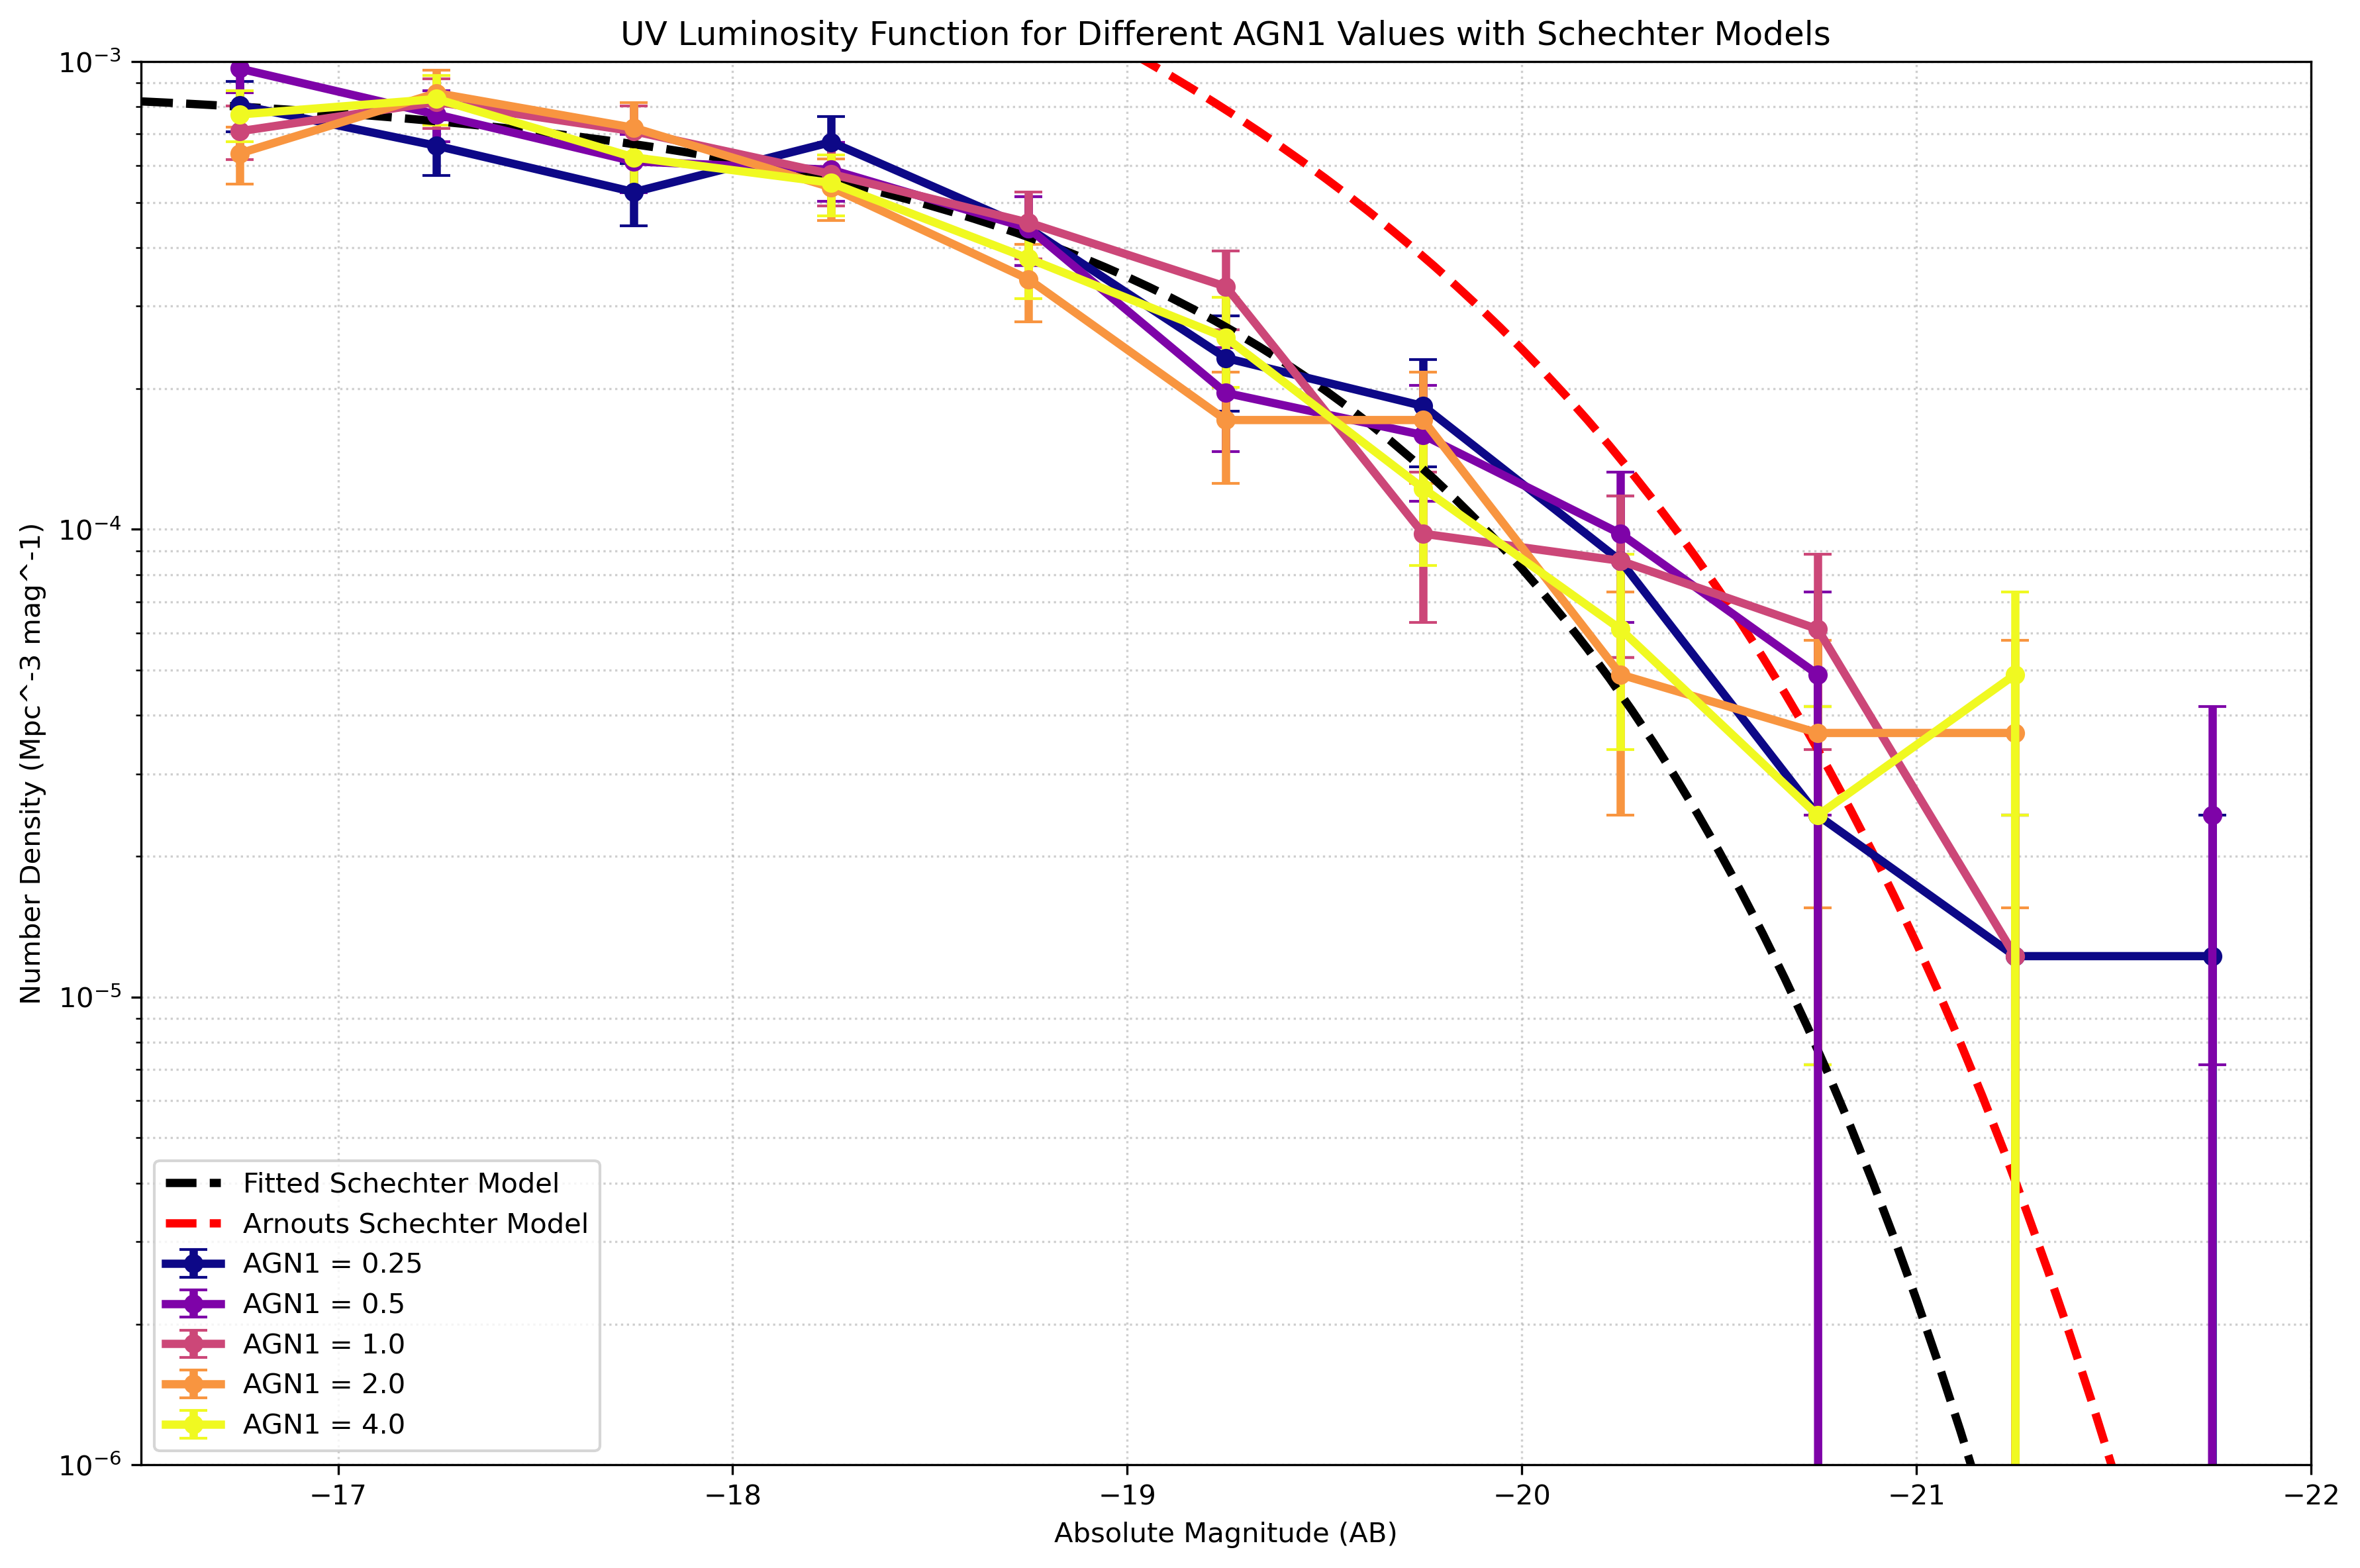 UV Luminosity Function for Different AGN1 Values with Schechter Models
10⁻³
10⁻⁴
10⁻⁵
10⁻⁶
Number Density (Mpc^-3 mag^-1)
Fitted Schechter Model
Arnouts Schechter Model
AGN1 = 0.25
AGN1 = 0.5
AGN1 = 1.0
AGN1 = 2.0
AGN1 = 4.0
−17 −18 −19 −20 −21 −22
Absolute Magnitude (AB)